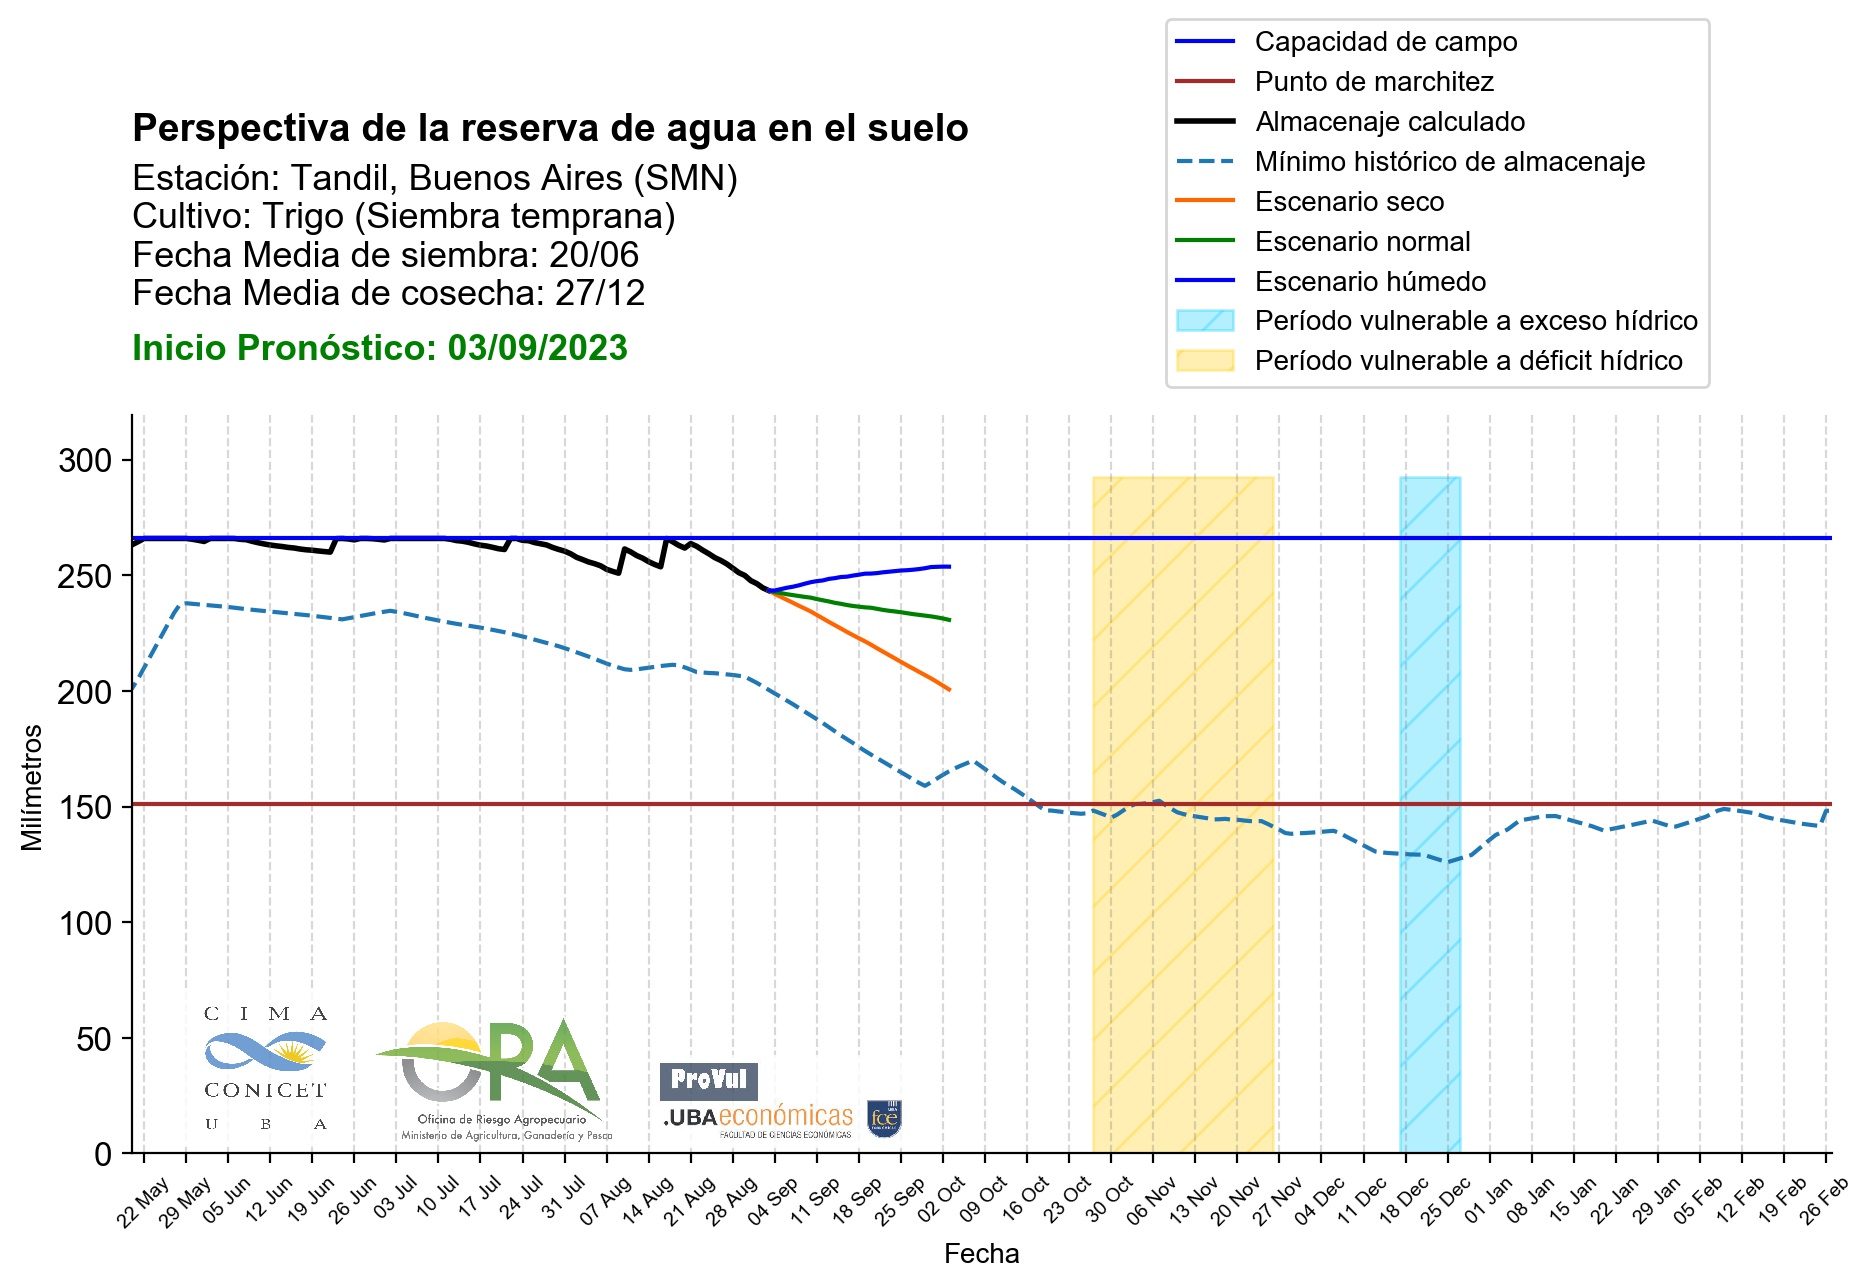 Capacidad de campo
Punto de marchitez
Almacenaje calculado
Mínimo histórico de almacenaje
Escenario seco
Escenario normal
Escenario húmedo
Período vulnerable a exceso hídrico
Período vulnerable a déficit hídrico
Perspectiva de la reserva de agua en el suelo
Estación: Tandil, Buenos Aires (SMN)
Cultivo: Trigo (Siembra temprana)
Fecha Media de siembra: 20/06
Fecha Media de cosecha: 27/12
Inicio Pronóstico: 03/09/2023
300
250
200
150
100
50
0
Milímetros
C I M A
CONICET
U B A
ORA
Oficina de Riesgo Agropecuario
Ministerio de Agricultura, Ganadería y Pesca
ProVul
.UBAeconómicas
FACULTAD DE CIENCIAS ECONÓMICAS
UBA
fce
ECONÓMICAS
22 May
29 May
05 Jun
12 Jun
19 Jun
26 Jun
03 Jul
10 Jul
17 Jul
24 Jul
31 Jul
07 Aug
14 Aug
21 Aug
28 Aug
04 Sep
11 Sep
18 Sep
25 Sep
02 Oct
09 Oct
16 Oct
23 Oct
30 Oct
06 Nov
13 Nov
20 Nov
27 Nov
04 Dec
11 Dec
18 Dec
25 Dec
01 Jan
08 Jan
15 Jan
22 Jan
29 Jan
05 Feb
12 Feb
19 Feb
26 Feb
Fecha